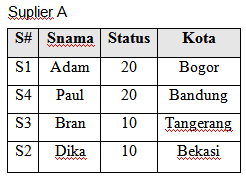 Suplier A
S# Snama Status Kota
S1 Adam 20 Bogor
S4 Paul 20 Bandung
S3 Bran 10 Tangerang
S2 Dika 10 Bekasi